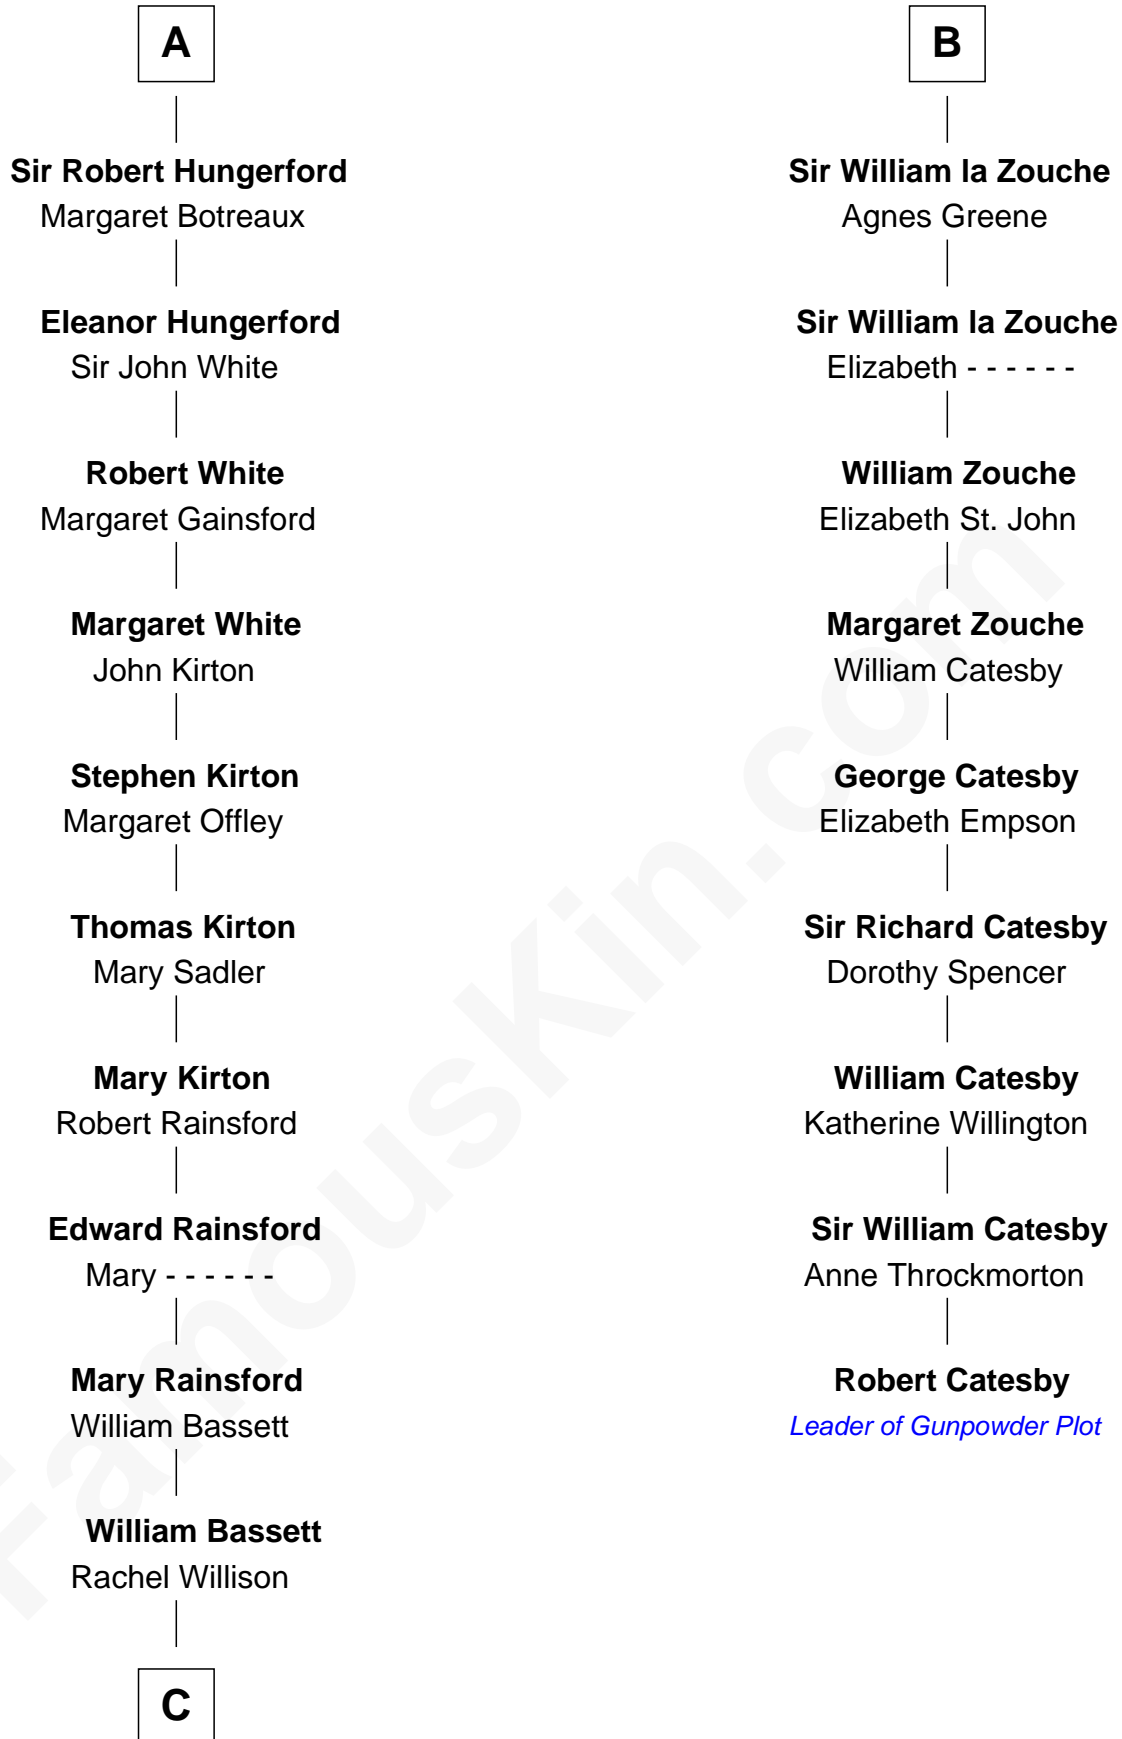 A
Sir Robert Hungerford
Margaret Botreaux
Eleanor Hungerford
Sir John White
Robert White
Margaret Gainsford
Margaret White
John Kirton
Stephen Kirton
Margaret Offley
Thomas Kirton
Mary Sadler
Mary Kirton
Robert Rainsford
Edward Rainsford
Mary - - - - - -
Mary Rainsford
William Bassett
William Bassett
Rachel Willison
C
B
Sir William la Zouche
Agnes Greene
Sir William la Zouche
Elizabeth - - - - - -
William Zouche
Elizabeth St. John
Margaret Zouche
William Catesby
George Catesby
Elizabeth Empson
Sir Richard Catesby
Dorothy Spencer
William Catesby
Katherine Willington
Sir William Catesby
Anne Throckmorton
Robert Catesby
Leader of Gunpowder Plot
FamousKin.com